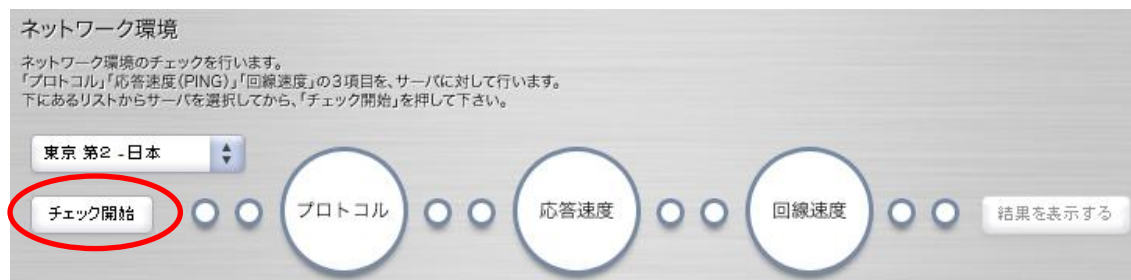 ネットワーク環境
ネットワーク環境のチェックを行います。
「プロトコル」「応答速度(PING)」「回線速度」の3項目を、サーバに対して行います。
下にあるリストからサーバを選択してから、「チェック開始」を押して下さい。
東京 第2 -日本
チェック開始
プロトコル
応答速度
回線速度
結果を表示する